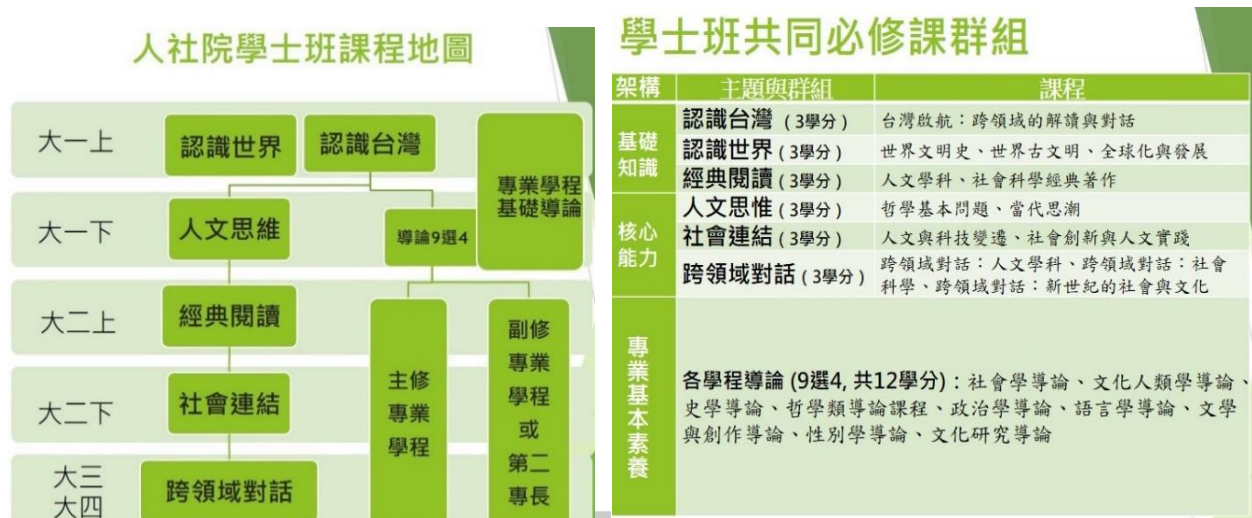 人社院學士班課程地圖
大一上
認識世界
認識台灣
專業學程
基礎導論
大一下
人文思維
導論9選4
大二上
經典閱讀
主修
專業
學程
副修
專業
學程
或
第二
專長
大二下
社會連結
大三
大四
跨領域對話
學士班共同必修課群組
架構 主題與群組 課程
基礎
知識
認識台灣 (3學分) 台灣啟航：跨領域的解讀與對話
認識世界 (3學分) 世界文明史、世界古文明、全球化與發展
經典閱讀 (3學分) 人文學科、社會科學經典著作
核心
能力
人文思惟 (3學分) 哲學基本問題、當代思潮
社會連結 (3學分) 人文與科技變遷、社會創新與人文實踐
跨領域對話 (3學分) 跨領域對話：人文學科、跨領域對話：社會
科學、跨領域對話：新世紀的社會與文化
專業基本素養
各學程導論 (9選4, 共12學分)：社會學導論、文化人類學導論、
史學導論、哲學類導論課程、政治學導論、語言學導論、文學
與創作導論、性別學導論、文化研究導論